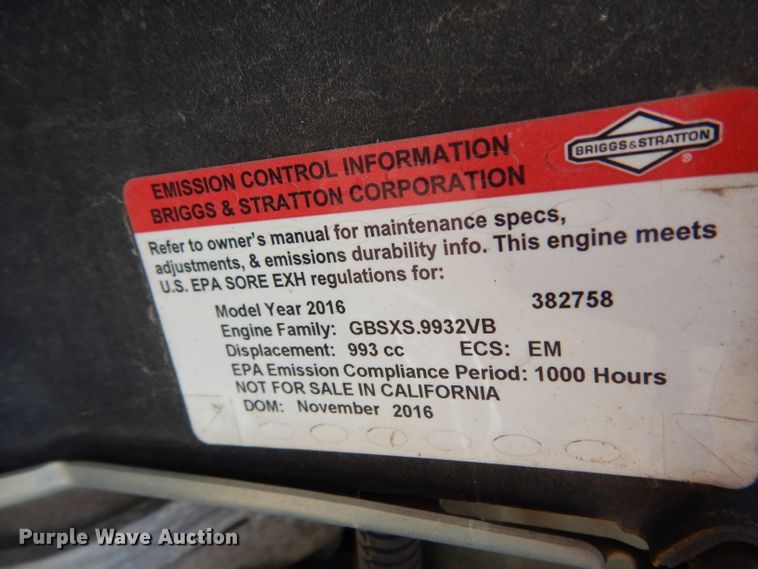 BRIGGS & STRATTON
®
EMISSION CONTROL INFORMATION
BRIGGS & STRATTON CORPORATION
Refer to owner's manual for maintenance specs,
adjustments, & emissions durability info. This engine meets
U.S. EPA SORE EXH regulations for:
Model Year 2016 382758
Engine Family: GBSXS.9932VB
Displacement: 993 cc ECS: EM
EPA Emission Compliance Period: 1000 Hours
NOT FOR SALE IN CALIFORNIA
DOM: November 2016
Purple Wave Auction